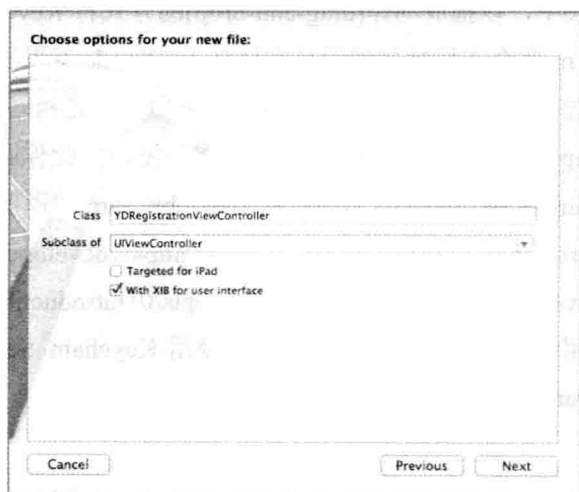 Choose options for your new file:
Class YDRegistrationViewController
Subclass of UIViewController
Targeted for iPad
With XIB for user interface
Cancel Previous Next